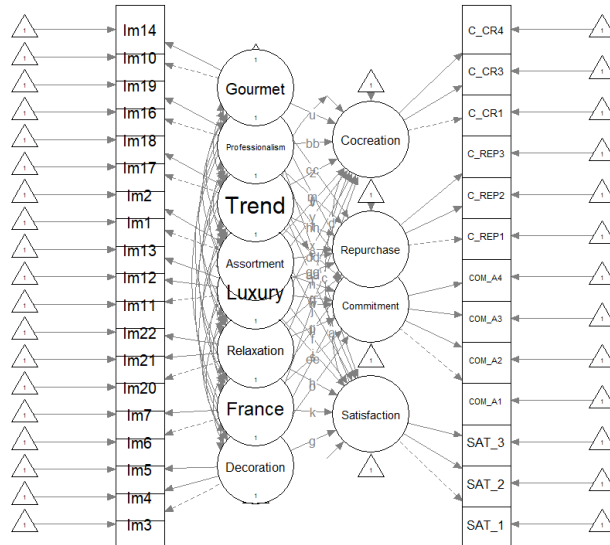 Im14
Im10
Im19
Im16
Im18
Im17
Im2
Im1
Im13
Im12
Im11
Im22
Im21
Im20
Im7
Im6
Im5
Im4
Im3
Gourmet
Professionalism
Trend
Assortment
Luxury
Relaxation
France
Decoration
u
bb
cc
k
g
Cocreation
Repurchase
Commitment
Satisfaction
C_CR4
C_CR3
C_CR1
C_REP3
C_REP2
C_REP1
COM_A4
COM_A3
COM_A2
COM_A1
SAT_3
SAT_2
SAT_1